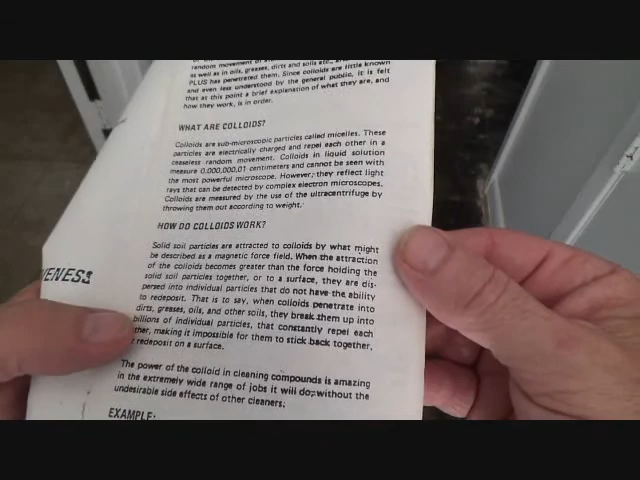 random movement of
as well as in oils, greases, dirts and soils etc.,
PLUS has penetrated them. Since colloids are little known
and even less understood by the general public, it is felt
that at this point a brief explanation of what they are, and
how they work, is in order.
WHAT ARE COLLOIDS?
Colloids are sub-microscopic particles called micelles. These
particles are electrically charged and repel each other in a
ceaseless random movement. Colloids in liquid solution
measure 0.000,000,01 centimeters and cannot be seen with
the most powerful microscope. However, they reflect light
rays that can be detected by complex electron microscopes.
Colloids are measured by the use of the ultracentrifuge by
throwing them out according to weight.
HOW DO COLLOIDS WORK?
Solid soil particles are attracted to colloids by what might
be described as a magnetic force field. When the attraction
of the colloids becomes greater than the force holding the
solid soil particles together, or to a surface, they are dis-
persed into individual particles that do not have the ability
to redeposit. That is to say, when colloids penetrate into
dirts, greases, oils, and other soils, they break them up into
billions of individual particles, that constantly repel each
ther, making it impossible for them to stick back together,
redeposit on a surface.
The power of the colloid in cleaning compounds is amazing
in the extremely wide range of jobs it will do, without the
undesirable side effects of other cleaners.
EXAMPLE:
VENESS